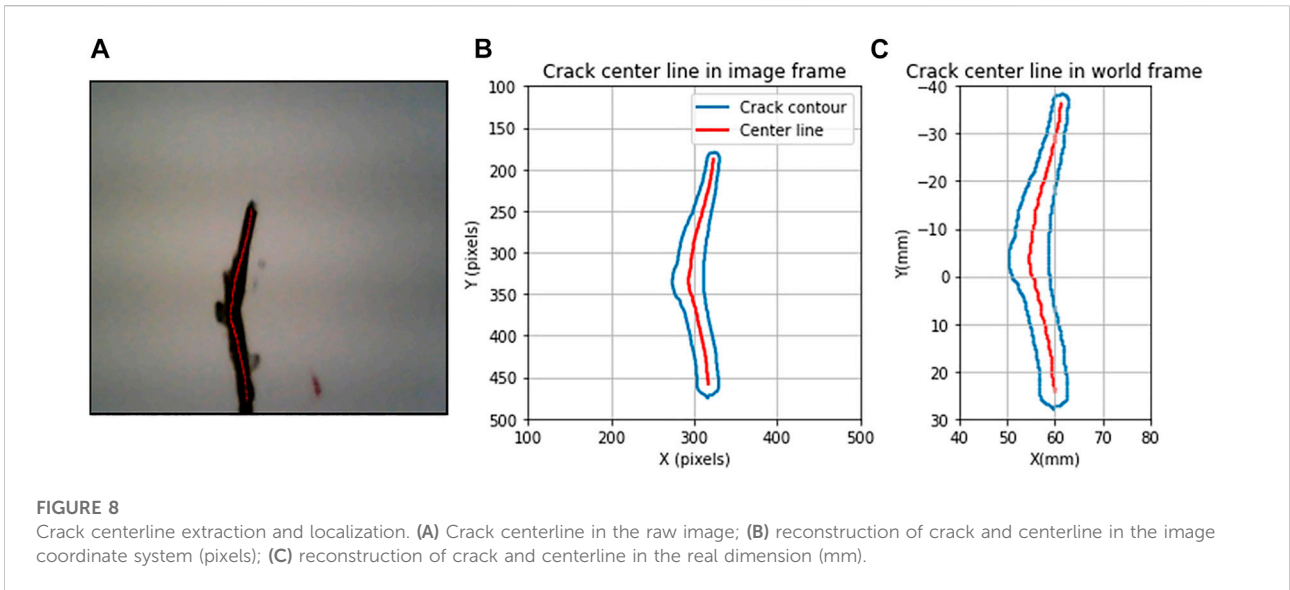 A
B
C
Crack center line in image frame
Crack contour
Center line
100
150
200
250
300
350
400
450
500
Y (pixels)
100
200
300
400
500
X (pixels)
Crack center line in world frame
−40
−30
−20
−10
0
10
20
30
Y(mm)
40
50
60
70
80
X(mm)
FIGURE 8
Crack centerline extraction and localization. (A) Crack centerline in the raw image; (B) reconstruction of crack and centerline in the image
coordinate system (pixels); (C) reconstruction of crack and centerline in the real dimension (mm).